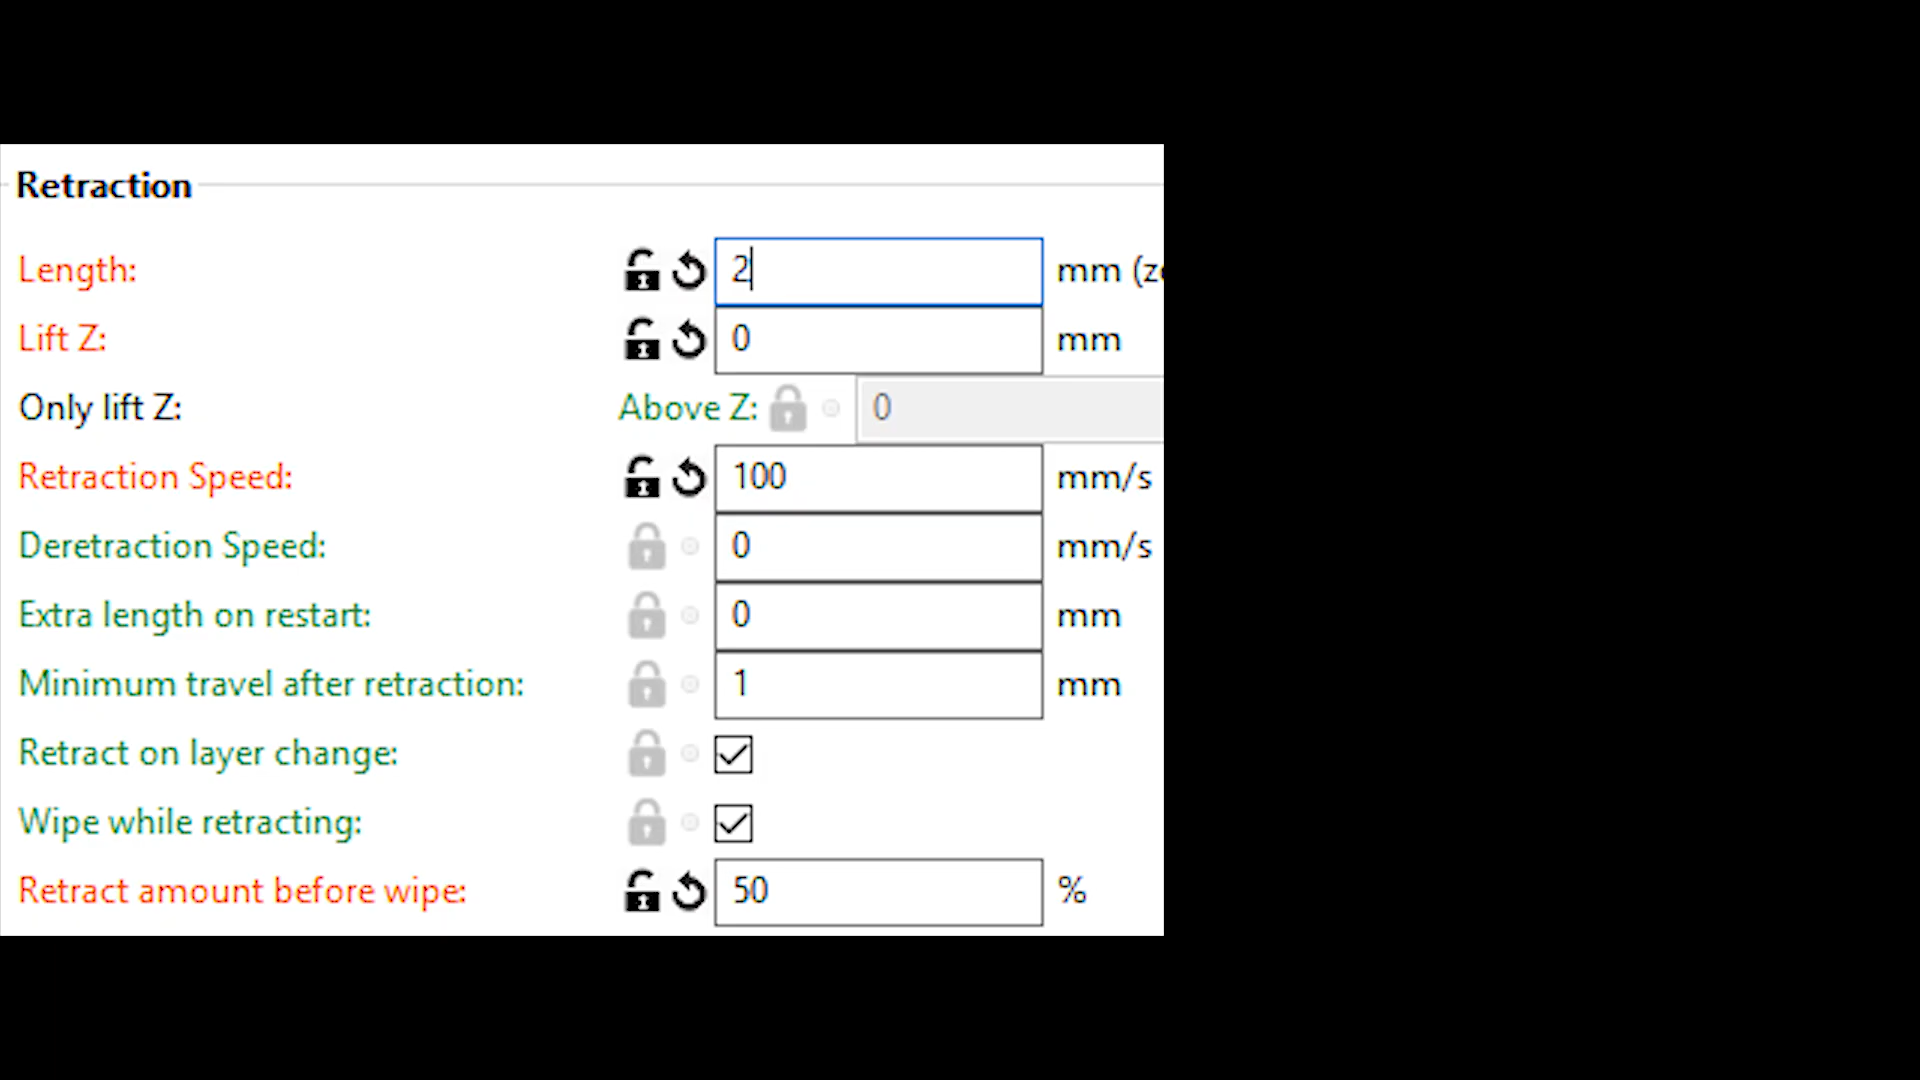 Retraction
Length: 2 mm (ze
Lift Z: 0 mm
Only lift Z: Above Z: 0
Retraction Speed: 100 mm/s
Deretraction Speed: 0 mm/s
Extra length on restart: 0 mm
Minimum travel after retraction: 1 mm
Retract on layer change:
Wipe while retracting:
Retract amount before wipe: 50 %